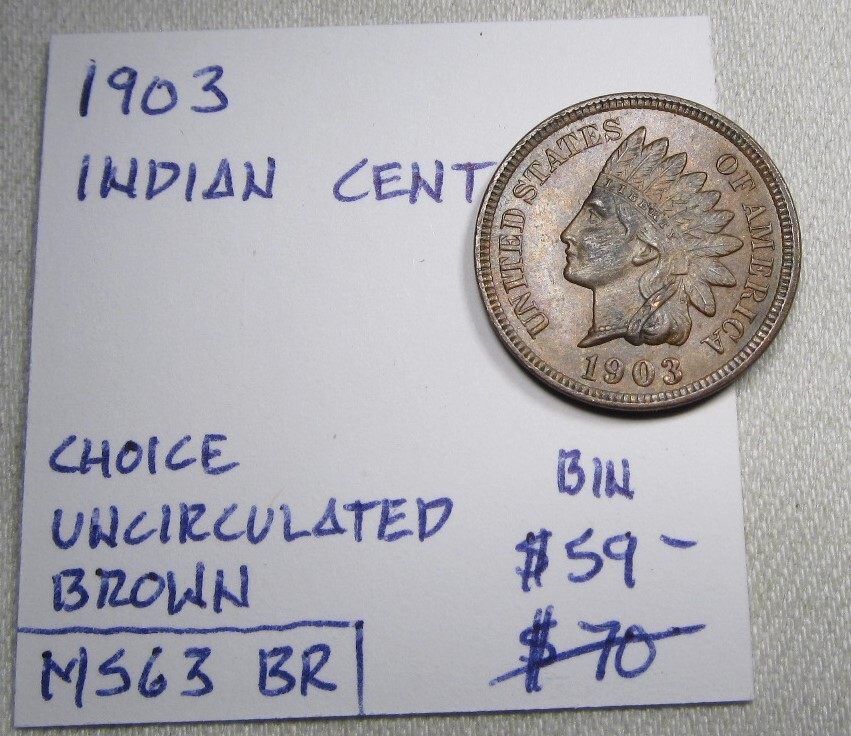 1903
INDIAN CENT
UNITED STATES OF AMERICA
LIBERTY
1903
CHOICE
UNCIRCULATED
BROWN
MS63 BR
BIN
$59-
$70